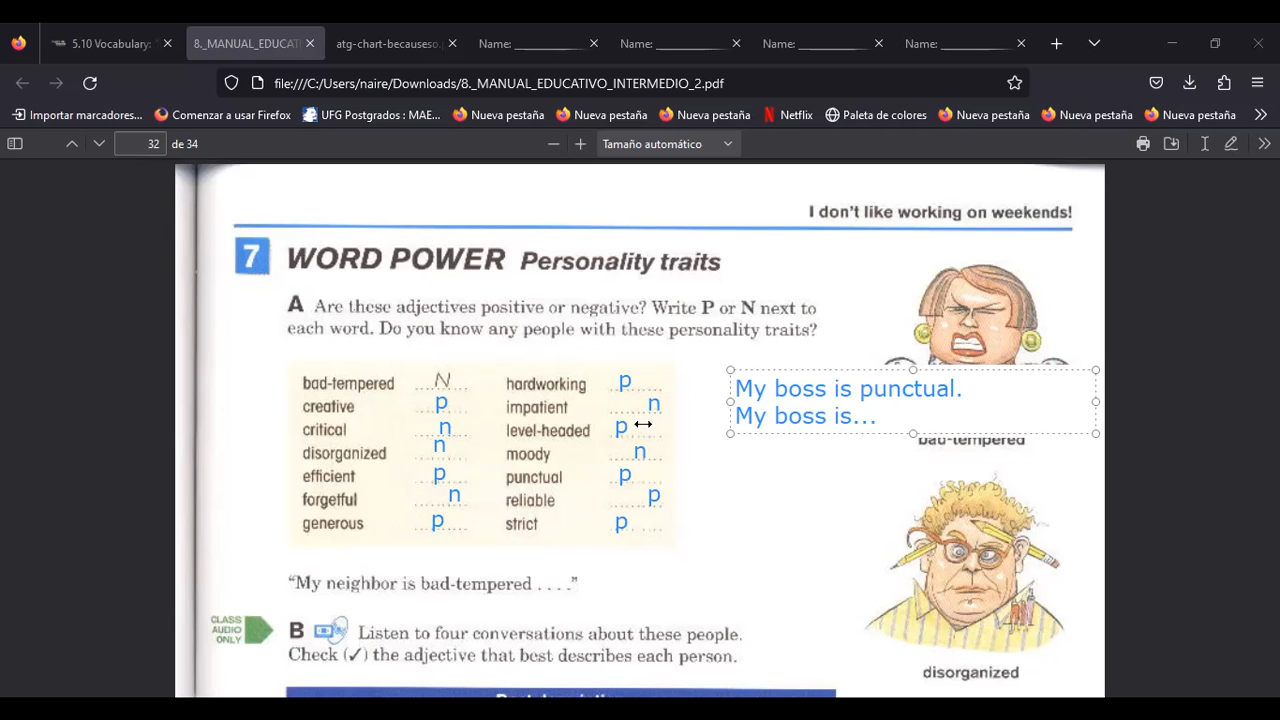 5.10 Vocabulary:
8._MANUAL_EDUCAT
atg-chart-becauseso.
Name: ____________
Name: ____________
Name: ____________
Name: ____________
file:///C:/Users/naire/Downloads/8._MANUAL_EDUCATIVO_INTERMEDIO_2.pdf
Importar marcadores...
Comenzar a usar Firefox
UFG Postgrados : MAE...
Nueva pestaña
Nueva pestaña
Nueva pestaña
Netflix
Paleta de colores
Nueva pestaña
Nueva pestaña
Nueva pestaña
32 de 34
Tamaño automático
I don't like working on weekends!
7 WORD POWER Personality traits
A Are these adjectives positive or negative? Write P or N next to
each word. Do you know any people with these personality traits?
bad-tempered N hardworking p
creative p impatient n
critical n level-headed p
disorganized n moody n
efficient p punctual p
forgetful n reliable p
generous p strict p
My boss is punctual.
My boss is...
bad-tempered
"My neighbor is bad-tempered . . . ."
CLASS
AUDIO
ONLY
B Listen to four conversations about these people.
Check (✓) the adjective that best describes each person.
disorganized